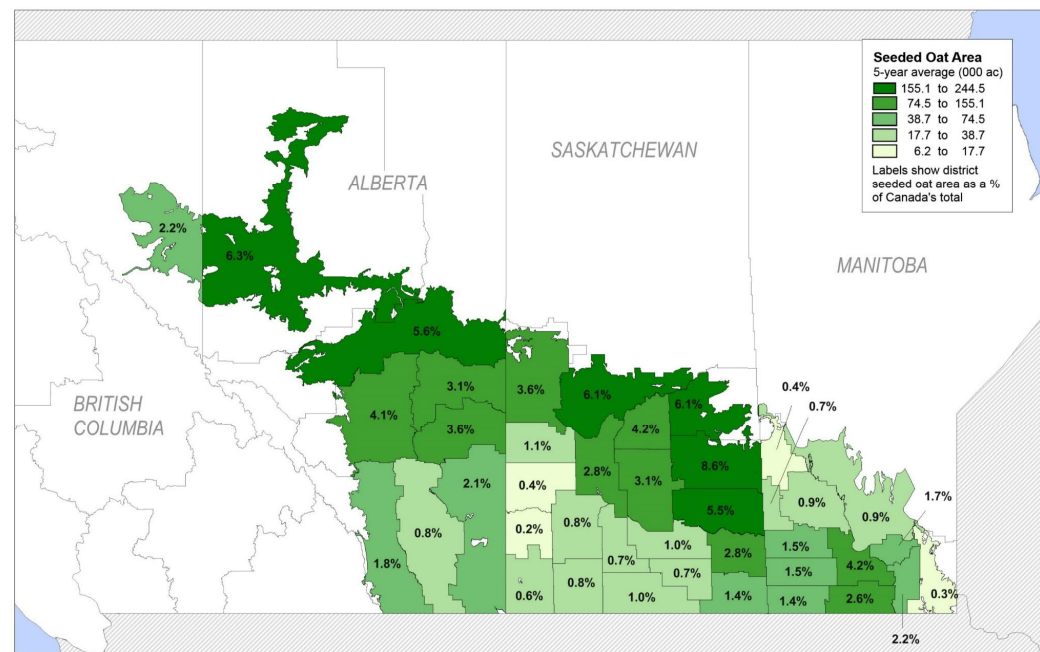 Seeded Oat Area
5-year average (000 ac)
155.1 to 244.5
74.5 to 155.1
38.7 to 74.5
17.7 to 38.7
6.2 to 17.7
Labels show district
seeded oat area as a %
of Canada's total
SASKATCHEWAN
ALBERTA
MANITOBA
BRITISH
COLUMBIA
2.2%
6.3%
5.6%
3.1%
3.6%
6.1%
6.1%
0.4%
0.7%
4.1%
3.6%
4.2%
1.1%
2.8%
8.6%
2.1%
0.4%
3.1%
0.9%
1.7%
5.5%
0.9%
0.8%
0.2%
0.8%
1.0%
2.8%
1.5%
1.8%
0.7%
0.7%
1.5%
4.2%
0.6%
0.8%
1.0%
1.4%
1.4%
2.6%
0.3%
2.2%